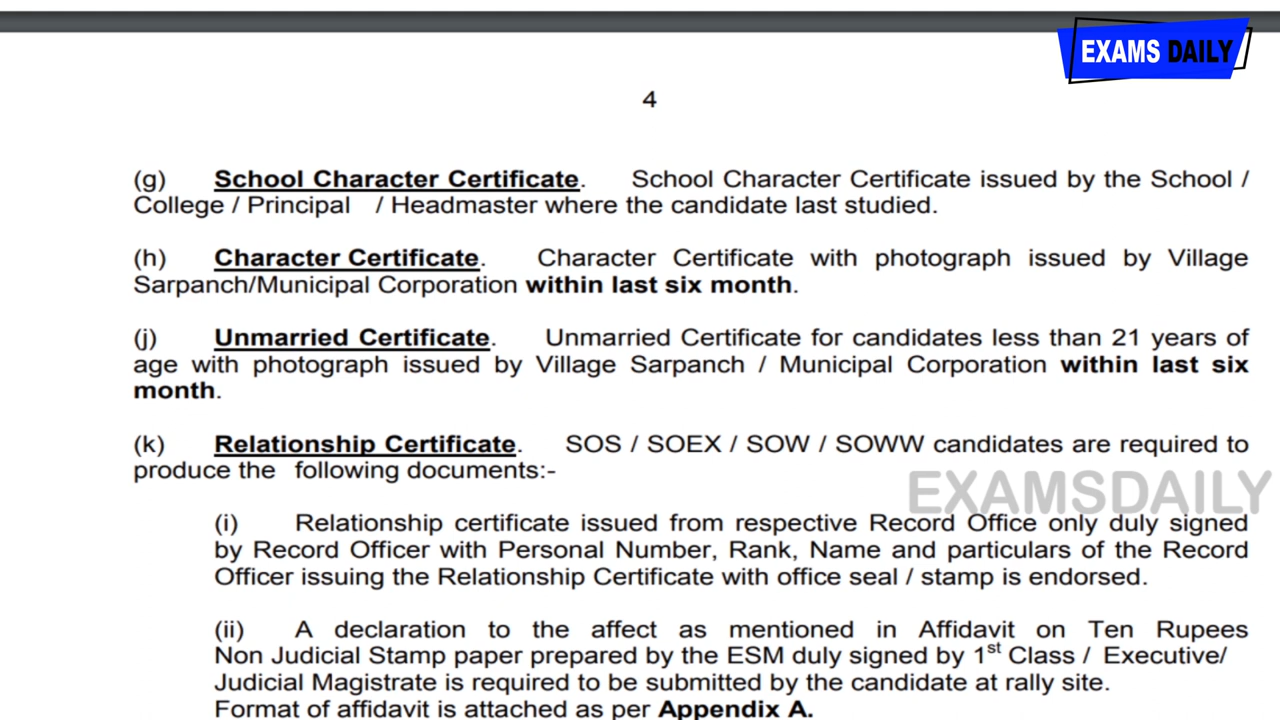 EXAMS DAILY
4
(g) School Character Certificate. School Character Certificate issued by the School /
College / Principal / Headmaster where the candidate last studied.
(h) Character Certificate. Character Certificate with photograph issued by Village
Sarpanch/Municipal Corporation within last six month.
(j) Unmarried Certificate. Unmarried Certificate for candidates less than 21 years of
age with photograph issued by Village Sarpanch / Municipal Corporation within last six
month.
(k) Relationship Certificate. SOS / SOEX / SOW / SOWW candidates are required to
produce the following documents:-
EXAMSDAILY
(i) Relationship certificate issued from respective Record Office only duly signed
by Record Officer with Personal Number, Rank, Name and particulars of the Record
Officer issuing the Relationship Certificate with office seal / stamp is endorsed.
(ii) A declaration to the affect as mentioned in Affidavit on Ten Rupees
Non Judicial Stamp paper prepared by the ESM duly signed by 1st Class / Executive/
Judicial Magistrate is required to be submitted by the candidate at rally site.
Format of affidavit is attached as per Appendix A.